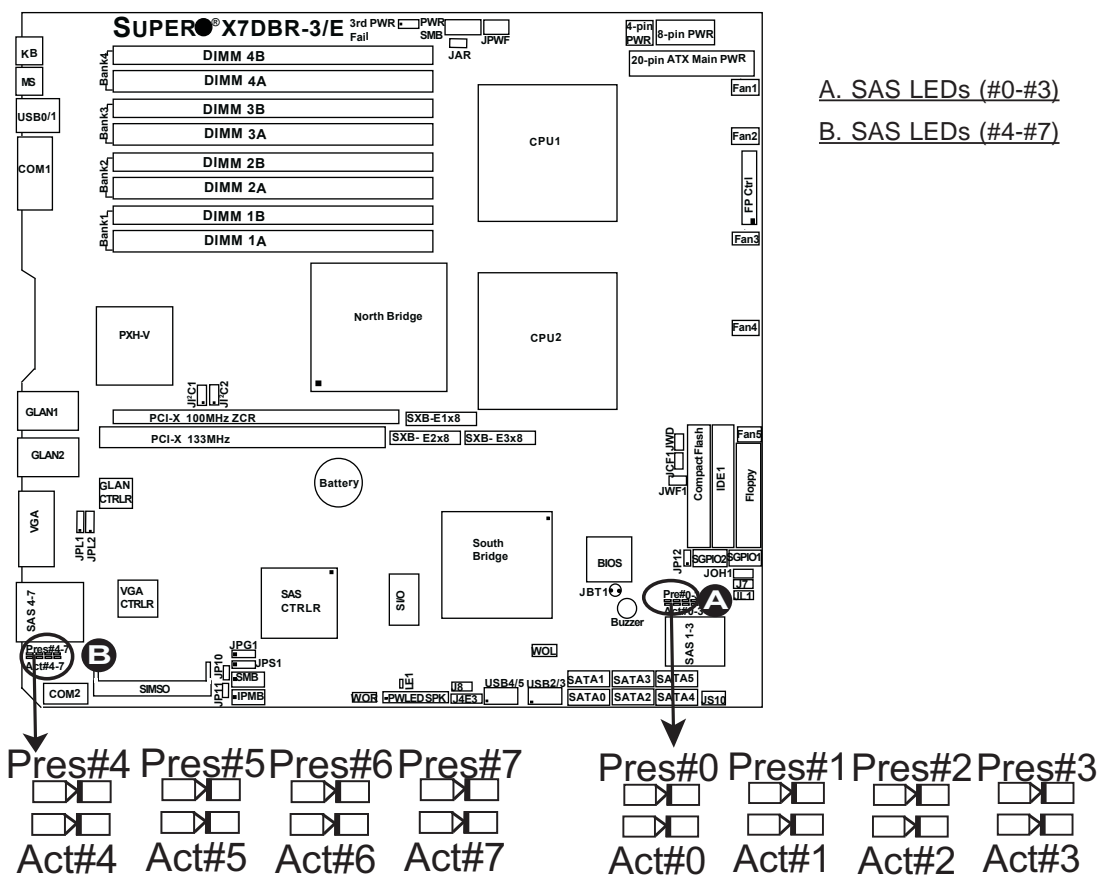 SUPER® X7DBR-3/E
3rd PWR Fail
PWR SMB
JAR
JPWF
4-pin PWR
8-pin PWR
20-pin ATX Main PWR
KB
MS
USB0/1
COM1
Bank4
DIMM 4B
DIMM 4A
Bank3
DIMM 3B
DIMM 3A
Bank2
DIMM 2B
DIMM 2A
Bank1
DIMM 1B
DIMM 1A
CPU1
Fan1
Fan2
FP Ctrl
Fan3
A. SAS LEDs (#0-#3)
B. SAS LEDs (#4-#7)
PXH-V
North Bridge
CPU2
Fan4
JI²C1
JI²C2
GLAN1
PCI-X 100MHz ZCR
SXB-E1x8
PCI-X 133MHz
SXB- E2x8
SXB- E3x8
GLAN2
GLAN CTRLR
Battery
JWD
JCF1
JWF1
Compact Flash
IDE1
Fan5
Floppy
VGA
JPL1
JPL2
South Bridge
BIOS
JP12
SGPIO2
SGPIO1
JOH1
J7
JL1
SAS 4-7
VGA CTRLR
SAS CTRLR
SIO
JBT1
Buzzer
Pre#0-
Act#0-3
A
SAS 1-3
Pres#4-7
Act#4-7
B
JPG1
JPS1
JP10
SMB
JP11
IPMB
COM2
SIMSO
WOL
WOR
LE1
PWLED SPK
J8
J4E3
USB4/5
USB2/3
SATA1
SATA3
SATA5
SATA0
SATA2
SATA4
JS10
Pres#4 Pres#5 Pres#6 Pres#7
Act#4 Act#5 Act#6 Act#7
Pres#0 Pres#1 Pres#2 Pres#3
Act#0 Act#1 Act#2 Act#3